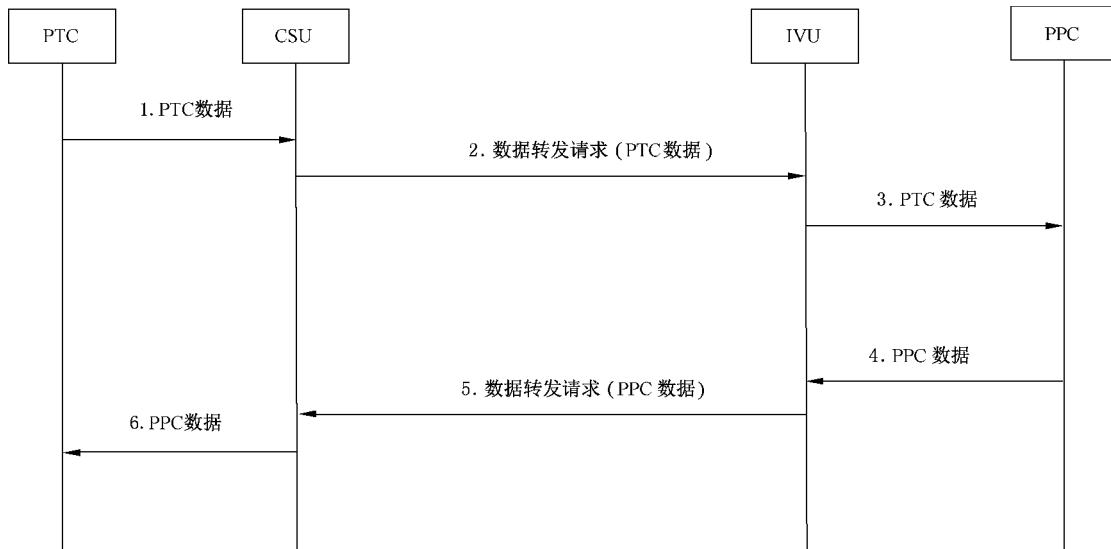 PTC
CSU
IVU
PPC
1. PTC数据
2. 数据转发请求 (PTC数据)
3. PTC 数据
4. PPC 数据
5. 数据转发请求 (PPC 数据)
6. PPC数据